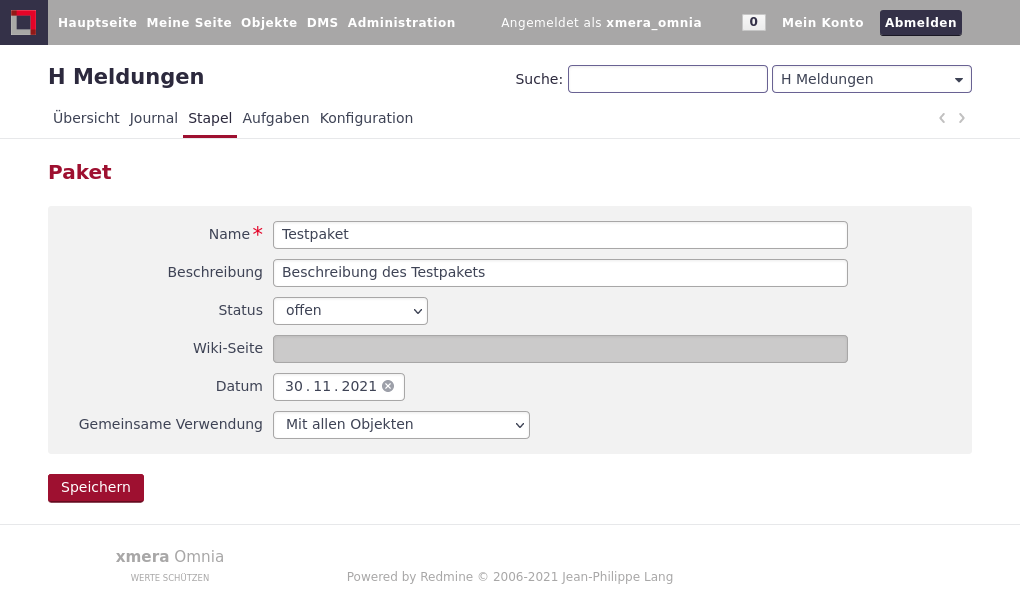 Hauptseite Meine Seite Objekte DMS Administration Angemeldet als xmera_omnia 0 Mein Konto Abmelden
H Meldungen
Suche: H Meldungen
Übersicht Journal Stapel Aufgaben Konfiguration
Paket
Name * Testpaket
Beschreibung Beschreibung des Testpakets
Status offen
Wiki-Seite
Datum 30 . 11 . 2021
Gemeinsame Verwendung Mit allen Objekten
Speichern
xmera Omnia
WERTE SCHÜTZEN
Powered by Redmine © 2006-2021 Jean-Philippe Lang